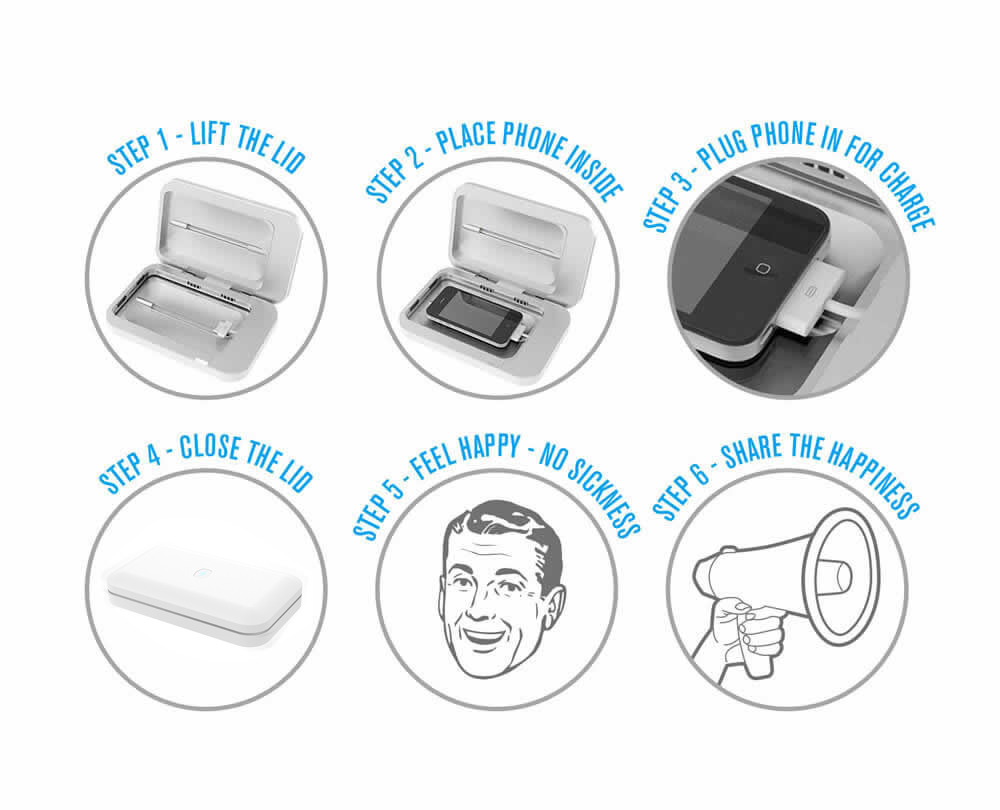 STEP 1 - LIFT THE LID
STEP 2 - PLACE PHONE INSIDE
STEP 3 - PLUG PHONE IN FOR CHARGE
STEP 4 - CLOSE THE LID
STEP 5 - FEEL HAPPY - NO SICKNESS
STEP 6 - SHARE THE HAPPINESS